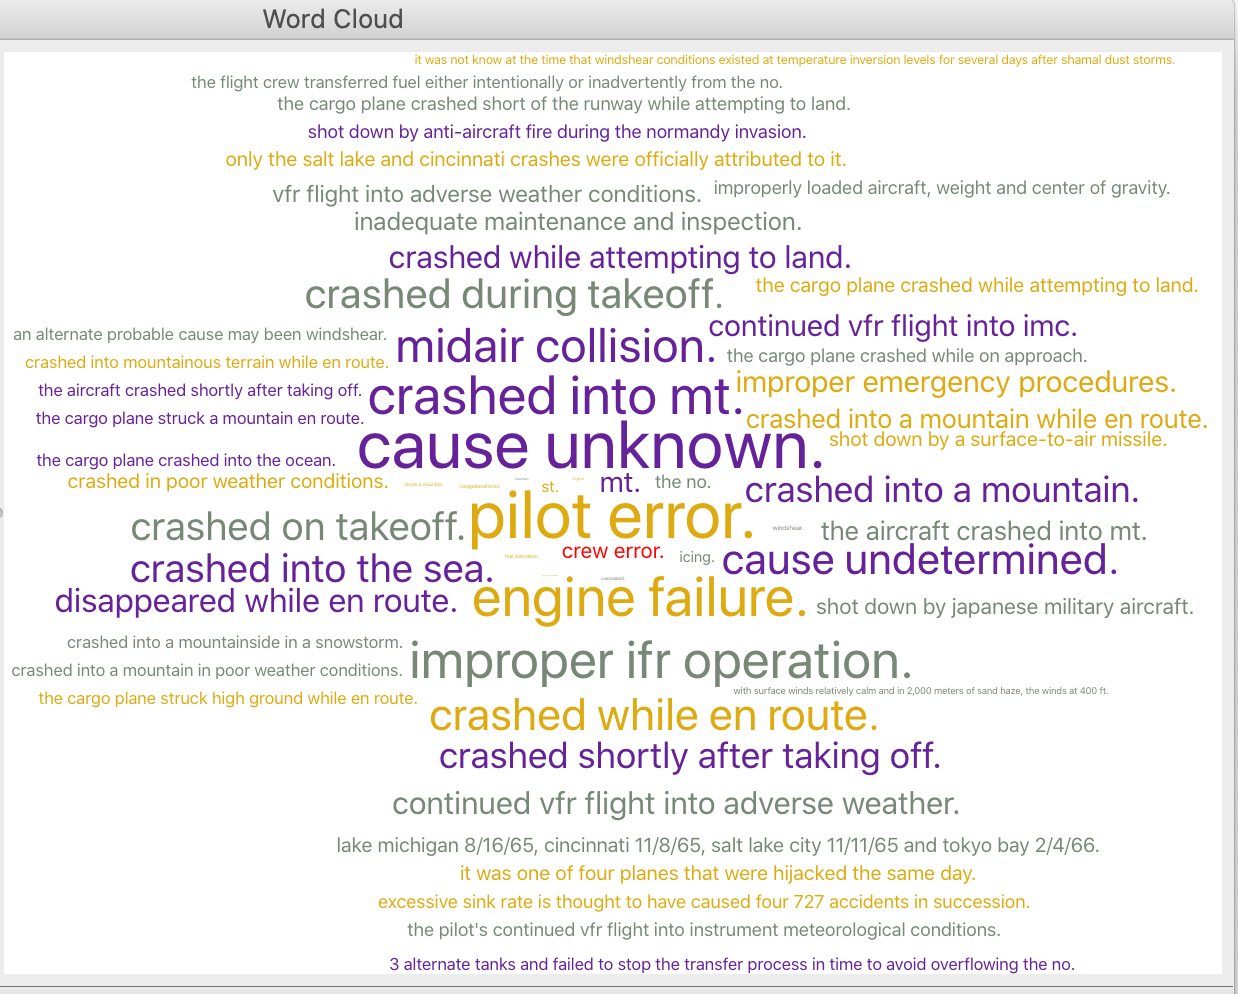 Word Cloud
it was not know at the time that windshear conditions existed at temperature inversion levels for several days after shamal dust storms.
the flight crew transferred fuel either intentionally or inadvertently from the no.
the cargo plane crashed short of the runway while attempting to land.
shot down by anti-aircraft fire during the normandy invasion.
only the salt lake and cincinnati crashes were officially attributed to it.
vfr flight into adverse weather conditions.
improperly loaded aircraft, weight and center of gravity.
inadequate maintenance and inspection.
crashed while attempting to land.
crashed during takeoff.
the cargo plane crashed while attempting to land.
an alternate probable cause may been windshear.
midair collision.
continued vfr flight into imc.
crashed into mountainous terrain while en route.
the cargo plane crashed while on approach.
the aircraft crashed shortly after taking off.
crashed into mt.
improper emergency procedures.
the cargo plane struck a mountain en route.
crashed into a mountain while en route.
cause unknown.
shot down by a surface-to-air missile.
the cargo plane crashed into the ocean.
crashed in poor weather conditions.
struck a mountain.
navigational error.
st.
mt.
the no.
crashed into a mountain.
crashed on takeoff.
pilot error.
windshear.
the aircraft crashed into mt.
crashed into the sea.
fuel starvation.
crew error.
icing.
cause undetermined.
overloaded.
disappeared while en route.
engine failure.
shot down by japanese military aircraft.
crashed into a mountainside in a snowstorm.
improper ifr operation.
crashed into a mountain in poor weather conditions.
the cargo plane struck high ground while en route.
with surface winds relatively calm and in 2,000 meters of sand haze, the winds at 400 ft.
crashed while en route.
crashed shortly after taking off.
continued vfr flight into adverse weather.
lake michigan 8/16/65, cincinnati 11/8/65, salt lake city 11/11/65 and tokyo bay 2/4/66.
it was one of four planes that were hijacked the same day.
excessive sink rate is thought to have caused four 727 accidents in succession.
the pilot's continued vfr flight into instrument meteorological conditions.
3 alternate tanks and failed to stop the transfer process in time to avoid overflowing the no.